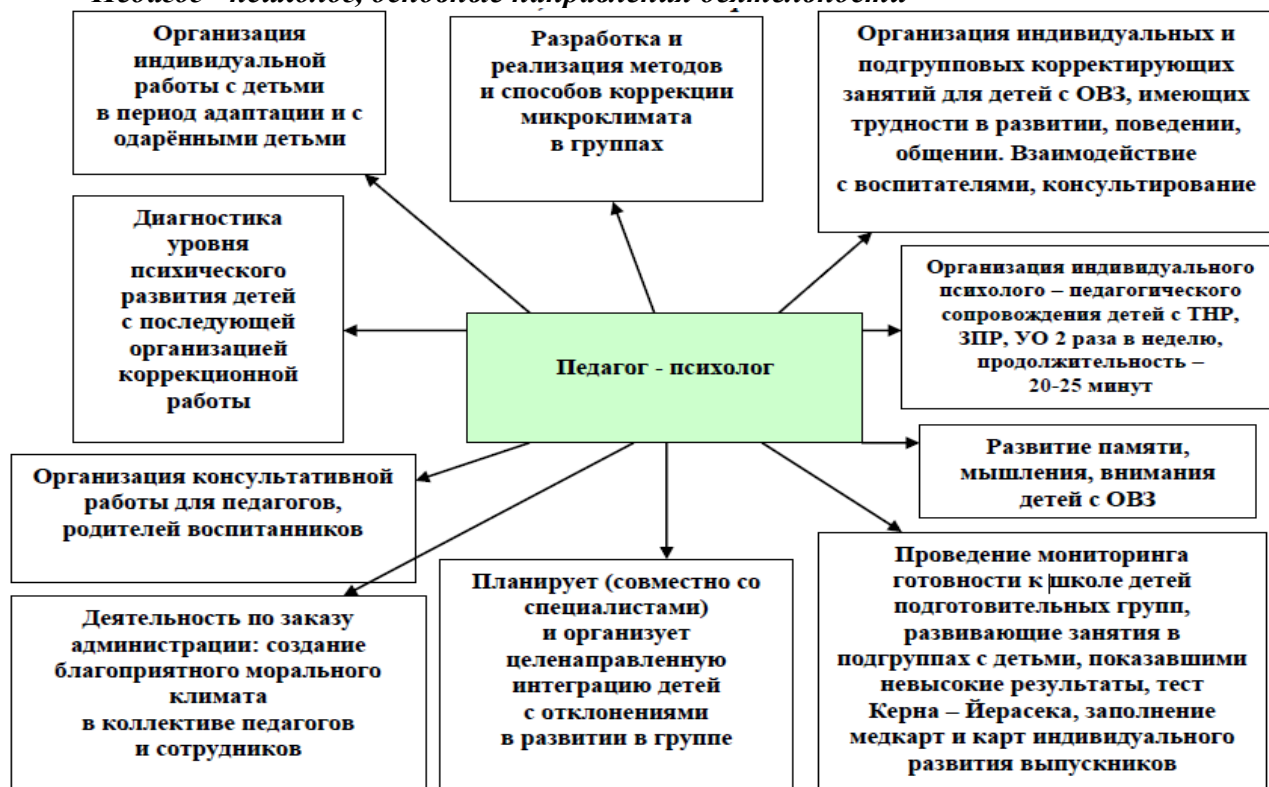 Педагог - психолог, основные направления деятельности
Организация
индивидуальной
работы с детьми
в период адаптации и с
одарёнными детьми
Разработка и
реализация методов
и способов коррекции
микроклимата
в группах
Организация индивидуальных и
подгрупповых корректирующих
занятий для детей с ОВЗ, имеющих
трудности в развитии, поведении,
общении. Взаимодействие
с воспитателями, консультирование
Диагностика
уровня
психического
развития детей
с последующей
организацией
коррекционной
работы
Организация индивидуального
психолого – педагогического
сопровождения детей с ТНР,
ЗПР, УО 2 раза в неделю,
продолжительность –
20-25 минут
Педагог - психолог
Развитие памяти,
мышления, внимания
детей с ОВЗ
Организация консультативной
работы для педагогов,
родителей воспитанников
Деятельность по заказу
администрации: создание
благоприятного морального
климата
в коллективе педагогов
и сотрудников
Планирует (совместно со
специалистами)
и организует
целенаправленную
интеграцию детей
с отклонениями
в развитии в группе
Проведение мониторинга
готовности к школе детей
подготовительных групп,
развивающие занятия в
подгруппах с детьми, показавшими
невысокие результаты, тест
Керна – Йерасека, заполнение
медкарт и карт индивидуального
развития выпускников